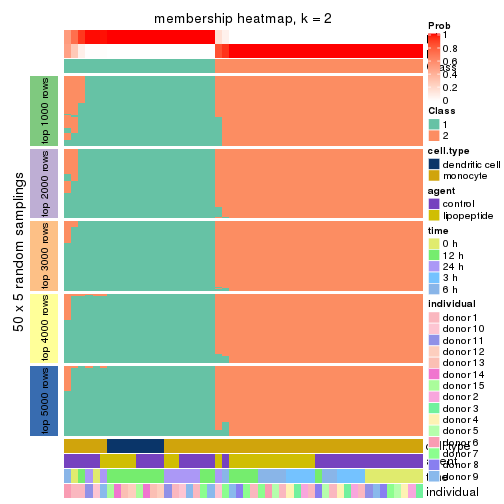 membership heatmap, k = 2
50 x 5 random samplings
top 1000 rows
top 2000 rows
top 3000 rows
top 4000 rows
top 5000 rows
Prob
1
0.8
0.6
0.4
0.2
0
Class
1
2
cell.type
dendritic cell
monocyte
agent
control
lipopeptide
time
0 h
12 h
24 h
3 h
6 h
individual
donor 1
donor 10
donor 11
donor 12
donor 13
donor 14
donor 15
donor 2
donor 3
donor 4
donor 5
donor 6
donor 7
donor 8
donor 9
individual